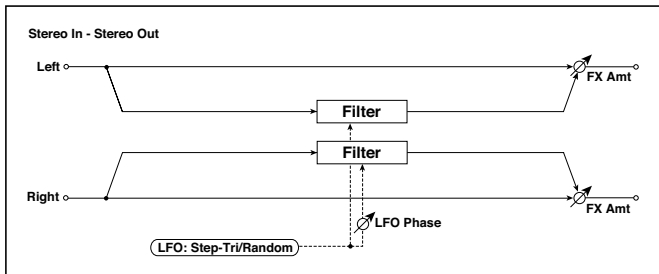 Stereo In - Stereo Out
Left
FX Amt
Filter
Filter
Right
FX Amt
LFO Phase
LFO: Step-Tri/Random